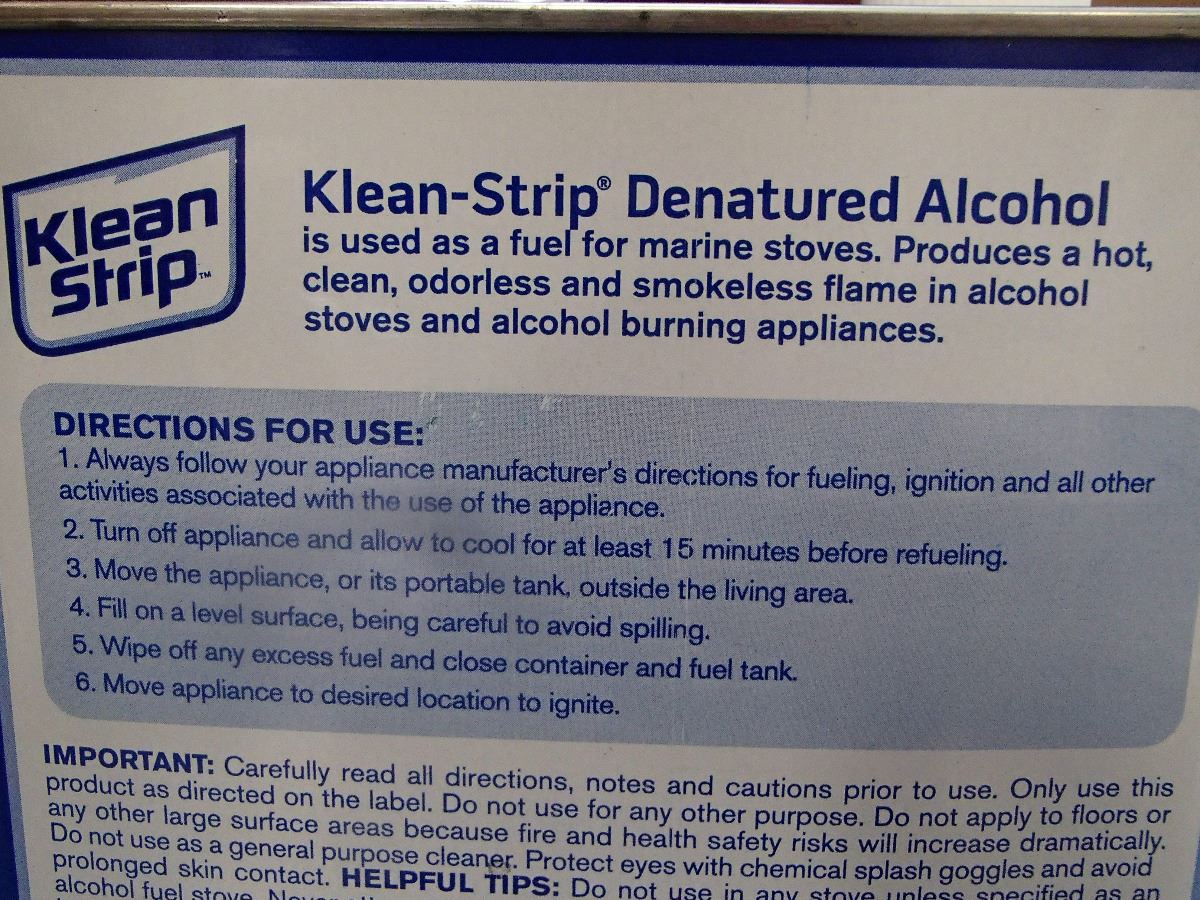 Klean
Strip™
Klean-Strip® Denatured Alcohol
is used as a fuel for marine stoves. Produces a hot,
clean, odorless and smokeless flame in alcohol
stoves and alcohol burning appliances.
DIRECTIONS FOR USE:
1. Always follow your appliance manufacturer's directions for fueling, ignition and all other
activities associated with the use of the appliance.
2. Turn off appliance and allow to cool for at least 15 minutes before refueling.
3. Move the appliance, or its portable tank, outside the living area.
4. Fill on a level surface, being careful to avoid spilling.
5. Wipe off any excess fuel and close container and fuel tank.
6. Move appliance to desired location to ignite.
IMPORTANT: Carefully read all directions, notes and cautions prior to use. Only use this
product as directed on the label. Do not use for any other purpose. Do not apply to floors or
any other large surface areas because fire and health safety risks will increase dramatically.
Do not use as a general purpose cleaner. Protect eyes with chemical splash goggles and avoid
prolonged skin contact. HELPFUL TIPS: Do not use in any stove unless specified as an
alcohol fuel stove.